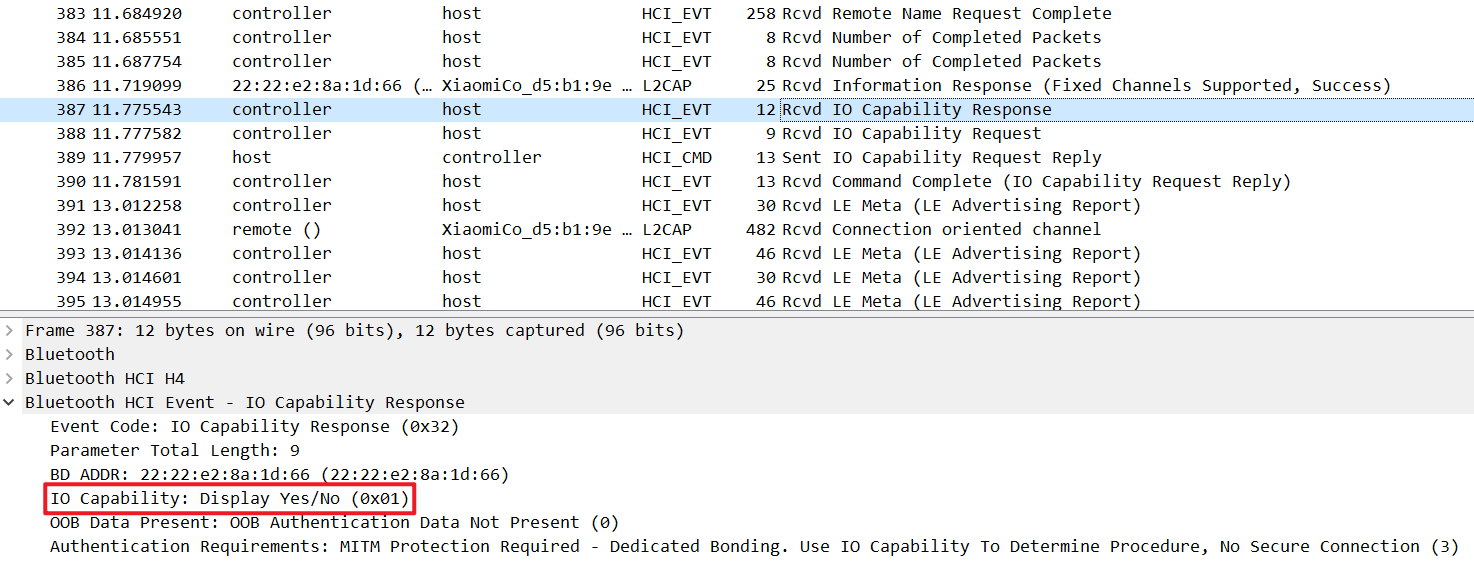 383 11.684920 controller host HCI_EVT 258 Rcvd Remote Name Request Complete
384 11.685551 controller host HCI_EVT 8 Rcvd Number of Completed Packets
385 11.687754 controller host HCI_EVT 8 Rcvd Number of Completed Packets
386 11.719099 22:22:e2:8a:1d:66 (… XiaomiCo_d5:b1:9e … L2CAP 25 Rcvd Information Response (Fixed Channels Supported, Success)
387 11.775543 controller host HCI_EVT 12 Rcvd IO Capability Response
388 11.777582 controller host HCI_EVT 9 Rcvd IO Capability Request
389 11.779957 host controller HCI_CMD 13 Sent IO Capability Request Reply
390 11.781591 controller host HCI_EVT 13 Rcvd Command Complete (IO Capability Request Reply)
391 13.012258 controller host HCI_EVT 30 Rcvd LE Meta (LE Advertising Report)
392 13.013041 remote () XiaomiCo_d5:b1:9e … L2CAP 482 Rcvd Connection oriented channel
393 13.014136 controller host HCI_EVT 46 Rcvd LE Meta (LE Advertising Report)
394 13.014601 controller host HCI_EVT 30 Rcvd LE Meta (LE Advertising Report)
395 13.014955 controller host HCI_EVT 46 Rcvd LE Meta (LE Advertising Report)
Frame 387: 12 bytes on wire (96 bits), 12 bytes captured (96 bits)
Bluetooth
Bluetooth HCI H4
Bluetooth HCI Event - IO Capability Response
Event Code: IO Capability Response (0x32)
Parameter Total Length: 9
BD_ADDR: 22:22:e2:8a:1d:66 (22:22:e2:8a:1d:66)
IO Capability: Display Yes/No (0x01)
OOB Data Present: OOB Authentication Data Not Present (0)
Authentication Requirements: MITM Protection Required - Dedicated Bonding. Use IO Capability To Determine Procedure, No Secure Connection (3)